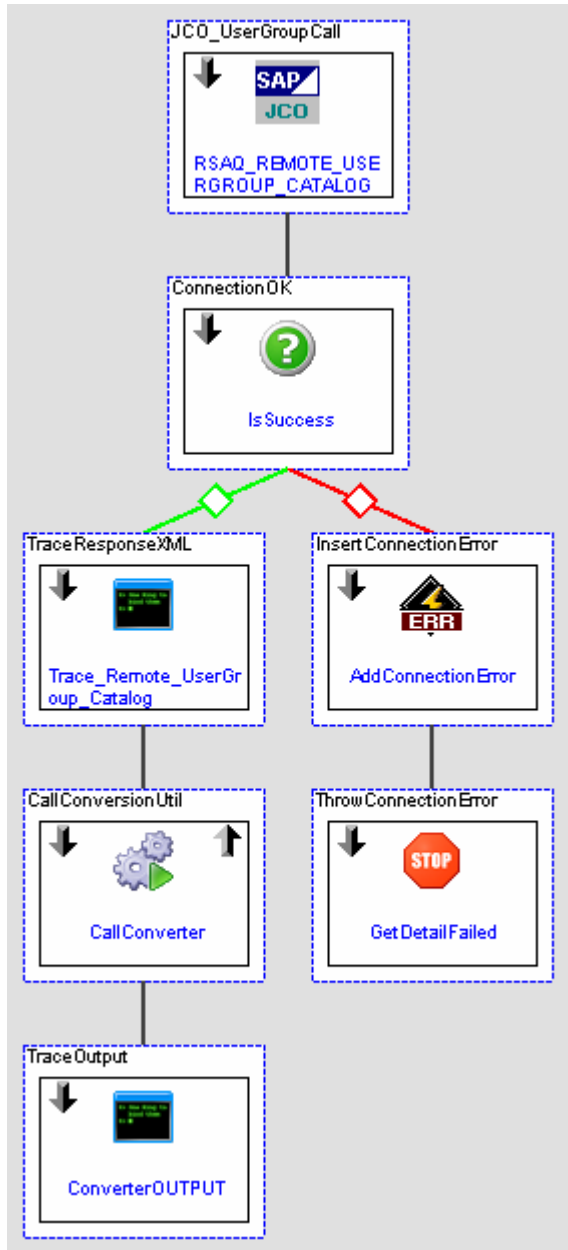 JCO_UserGroupCall
SAP
JCO
RSAQ_REMOTE_USE
RGROUP_CATALOG
ConnectionOK
?
IsSuccess
TraceResponseXML
Trace_Remote_UserGr
oup_Catalog
InsertConnectionError
ERR
AddConnectionError
CallConversionUtil
CallConverter
ThrowConnectionError
STOP
GetDetailFailed
TraceOutput
ConverterOUTPUT